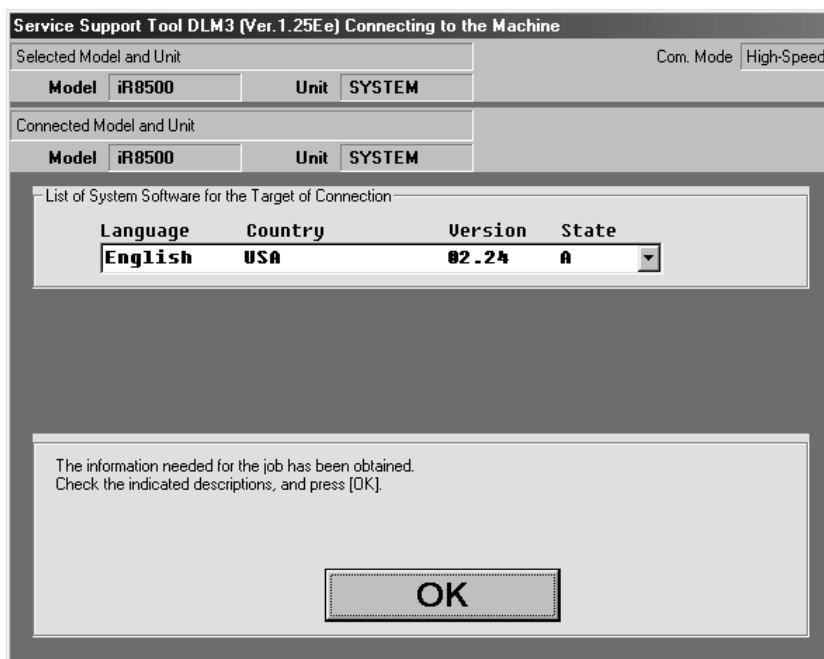 Service Support Tool DLM3 (Ver.1.25Ee) Connecting to the Machine
Selected Model and Unit Com. Mode High-Speed
Model iR8500 Unit SYSTEM
Connected Model and Unit
Model iR8500 Unit SYSTEM
List of System Software for the Target of Connection
Language Country Version State
English USA 02.24 A
The information needed for the job has been obtained.
Check the indicated descriptions, and press [OK].
OK